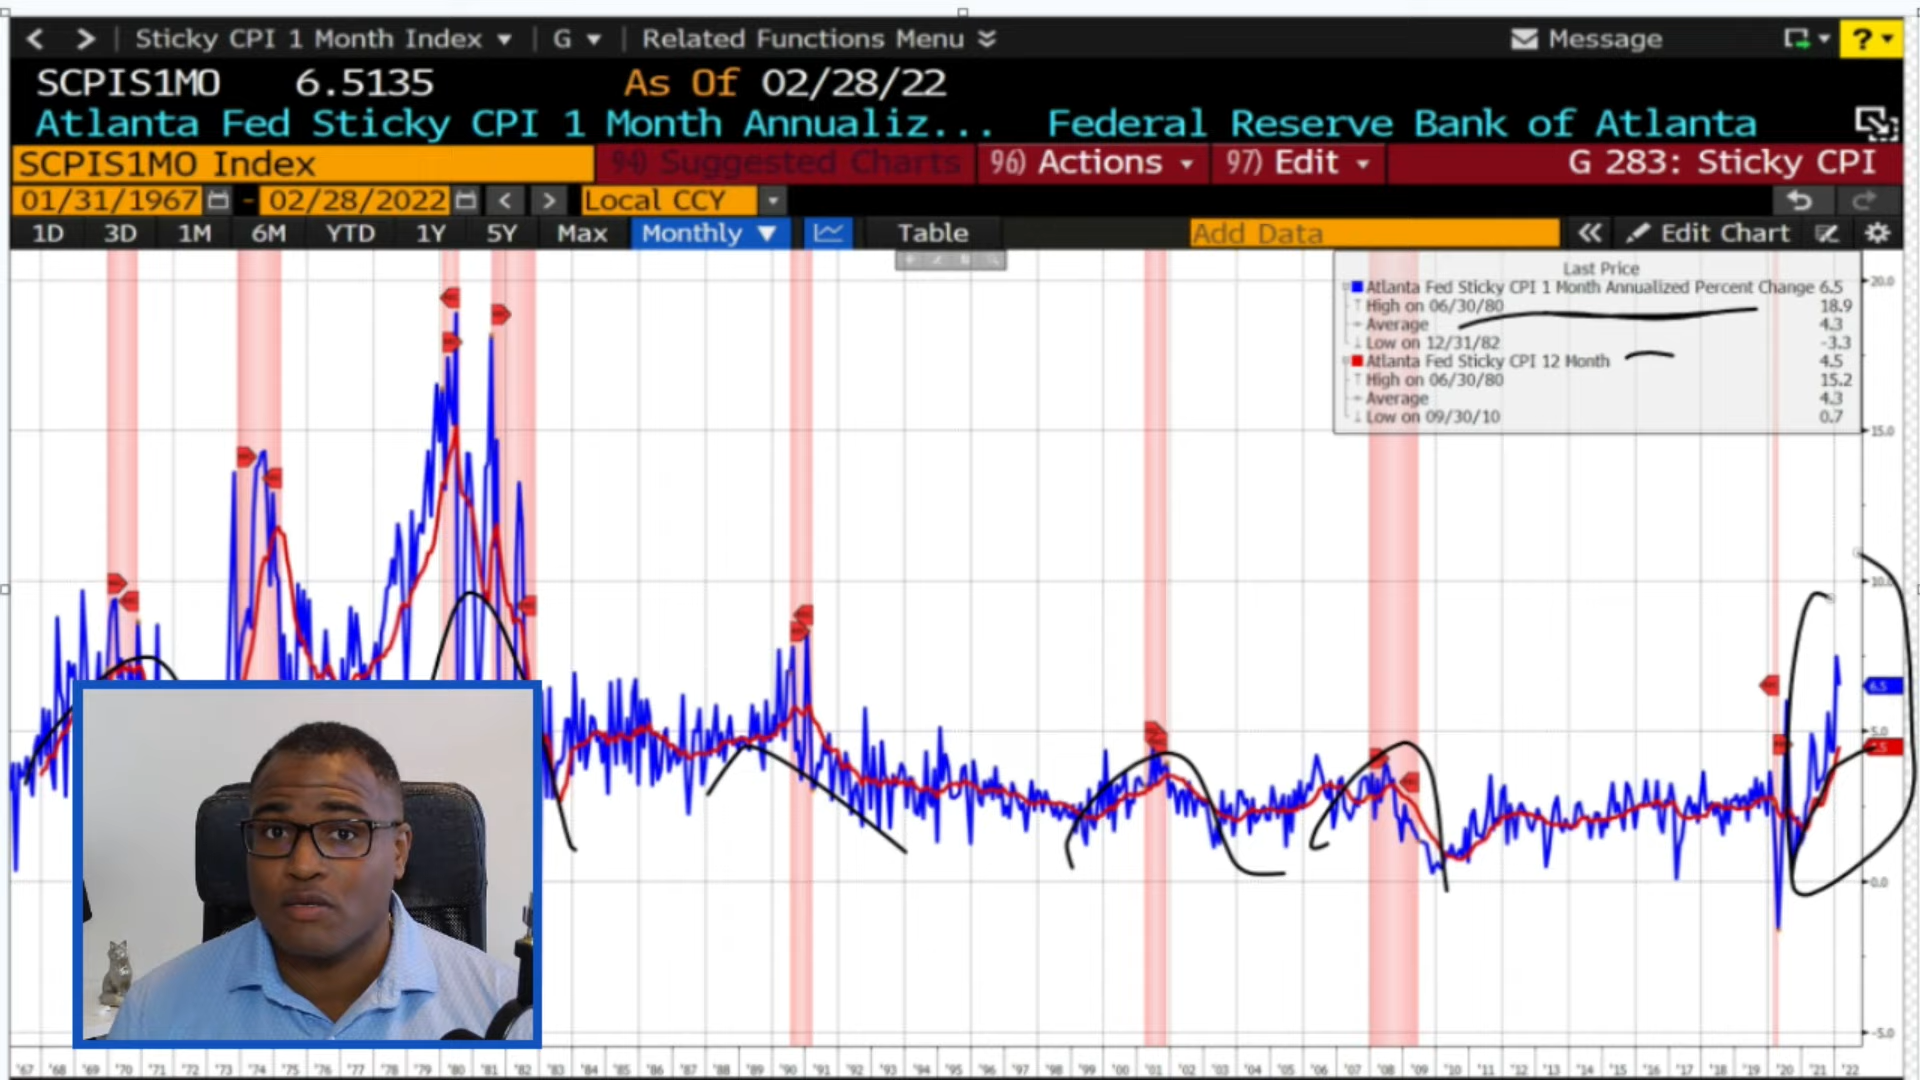 Sticky CPI 1 Month Index G Related Functions Menu Message ?
SCPIS1MO 6.5135 As Of 02/28/22
Atlanta Fed Sticky CPI 1 Month Annualiz... Federal Reserve Bank of Atlanta
SCPIS1MO Index 94) Suggested Charts 96) Actions 97) Edit G 283: Sticky CPI
01/31/1967 - 02/28/2022 < > Local CCY
1D 3D 1M 6M YTD 1Y 5Y Max Monthly Table Add Data Edit Chart
Last Price
Atlanta Fed Sticky CPI 1 Month Annualized Percent Change 6.5
High on 06/30/80 18.9
Average 4.3
Low on 12/31/82 -3.3
Atlanta Fed Sticky CPI 12 Month 4.5
High on 06/30/80 15.2
Average 4.3
Low on 09/30/10 0.7
20.0
15.0
10.0
6.5
5.0
0.0
-5.0
'67 '68 '69 '70 '71 '72 '73 '74 '75 '76 '77 '78 '79 '80 '81 '82 '83 '84 '85 '86 '87 '88 '89 '90 '91 '92 '93 '94 '95 '96 '97 '98 '99 '00 '01 '02 '03 '04 '05 '06 '07 '08 '09 '10 '11 '12 '13 '14 '15 '16 '17 '18 '19 '20 '21 '22